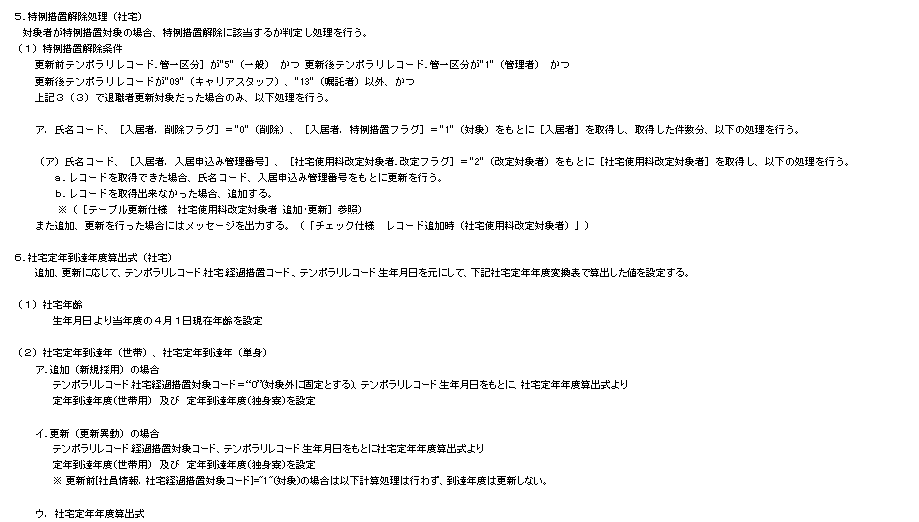 ５.特例措置解除処理（社宅）
対象者が特例措置対象の場合、特例措置解除に該当するか判定し処理を行う。
（１）特例措置解除条件
更新前テンポラリレコード.管一区分］が"5"（一般） かつ 更新後テンポラリレコード.管一区分が"1"（管理者） かつ
更新後テンポラリレコードが"09"（キャリアスタッフ）、"13"（嘱託者）以外、かつ
上記３（３）で退職者更新対象だった場合のみ、以下処理を行う。
ア．氏名コード、［入居者．削除フラグ］＝"0"（削除）、［入居者．特例措置フラグ］＝"1"（対象）をもとに［入居者］を取得し、取得した件数分、以下の処理を行う。
（ア）氏名コード、［入居者．入居申込み管理番号］、［社宅使用料改定対象者.改定フラグ］＝"2"（改定対象者）をもとに［社宅使用料改定対象者］を取得し、以下の処理を行う。
ａ.レコードを取得できた場合、氏名コード、入居申込み管理番号をもとに更新を行う。
ｂ.レコードを取得出来なかった場合、追加する。
※（［テーブル更新仕様　社宅使用料改定対象者 追加･更新］参照）
また追加、更新を行った場合にはメッセージを出力する。（「チェック仕様　レコード追加時（社宅使用料改定対象者）」）
６.社宅定年到達年度算出式（社宅）
追加、更新に応じて、テンポラリレコード.社宅経過措置コード、テンポラリレコード.生年月日を元にして、下記社宅定年年度変換表で算出した値を設定する。
（１）社宅年齢
生年月日より当年度の４月１日現在年齢を設定
（２）社宅定年到達年（世帯）、社宅定年到達年（単身）
ア.追加（新規採用）の場合
テンポラリレコード.社宅経過措置対象コード＝“0”(対象外に固定とする)、テンポラリレコード.生年月日をもとに、社宅定年年度算出式より
定年到達年度(世帯用) 及び 定年到達年度(独身寮)を設定
イ.更新（更新異動）の場合
テンポラリレコード.経過措置対象コード、テンポラリレコード.生年月日をもとに社宅定年年度算出式より
定年到達年度(世帯用) 及び 定年到達年度(独身寮)を設定
※ 更新前[社員情報．社宅経過措置対象コード]="1"(対象)の場合は以下計算処理は行わず、到達年度は更新しない。
ウ．社宅定年年度算出式